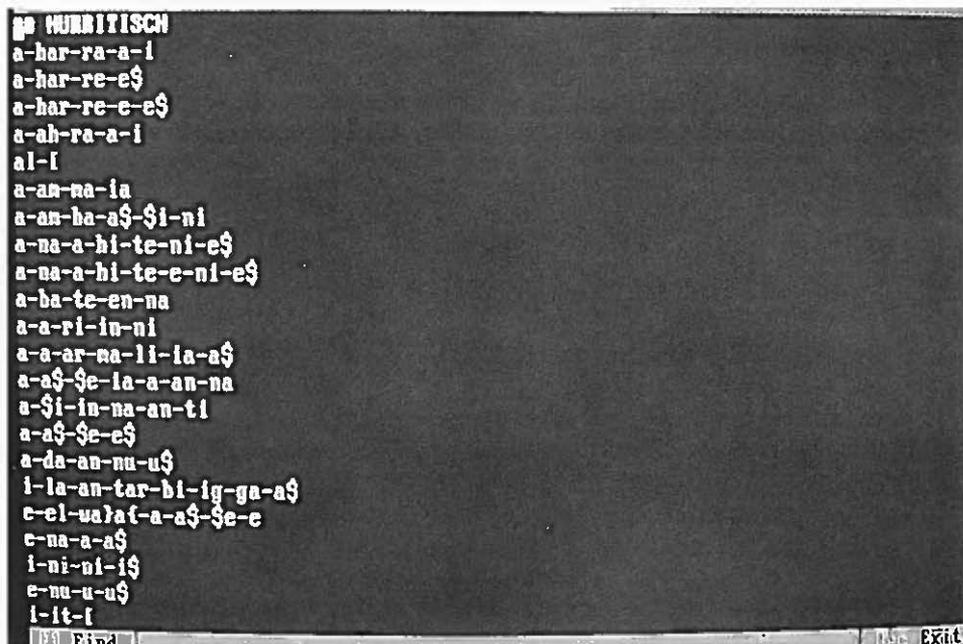 HURRITISCH
a-har-ra-a-i
a-har-re-e$
a-har-re-e-e$
a-ah-ra-a-i
al-[
a-am-ma-ia
a-am-ba-a$-$i-ni
a-na-a-hi-te-ni-e$
a-na-a-hi-te-e-ni-e$
a-ba-te-en-na
a-a-ri-in-ni
a-a-ar-ma-li-ia-a$
a-a$-$e-ia-a-an-na
a-$i-in-na-an-ti
a-a$-$e-e$
a-da-an-nu-u$
i-la-an-tar-bi-ig-ga-a$
e-el-wa}a{-a-a$-$e-e
e-na-a-a$
i-ni-ni-i$
e-nu-u-u$
i-it-[
Find Exit